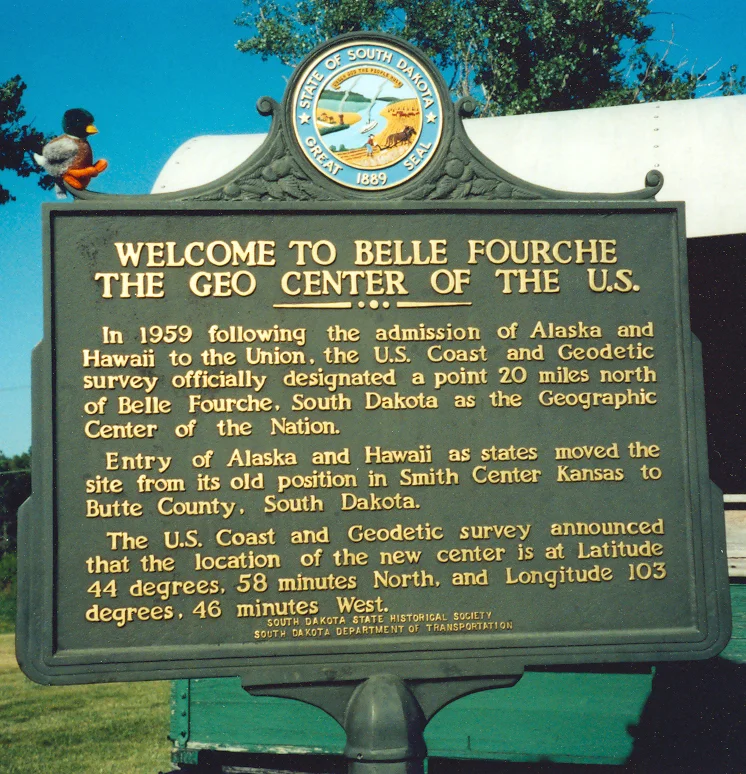 STATE OF SOUTH DAKOTA
UNDER GOD THE PEOPLE RULE
GREAT SEAL
1889
WELCOME TO BELLE FOURCHE
THE GEO CENTER OF THE U.S.
In 1959 following the admission of Alaska and
Hawaii to the Union, the U.S. Coast and Geodetic
survey officially designated a point 20 miles north
of Belle Fourche, South Dakota as the Geographic
Center of the Nation.
Entry of Alaska and Hawaii as states moved the
site from its old position in Smith Center Kansas to
Butte County, South Dakota.
The U.S. Coast and Geodetic survey announced
that the location of the new center is at Latitude
44 degrees, 58 minutes North, and Longitude 103
degrees, 46 minutes West.
SOUTH DAKOTA STATE HISTORICAL SOCIETY
SOUTH DAKOTA DEPARTMENT OF TRANSPORTATION